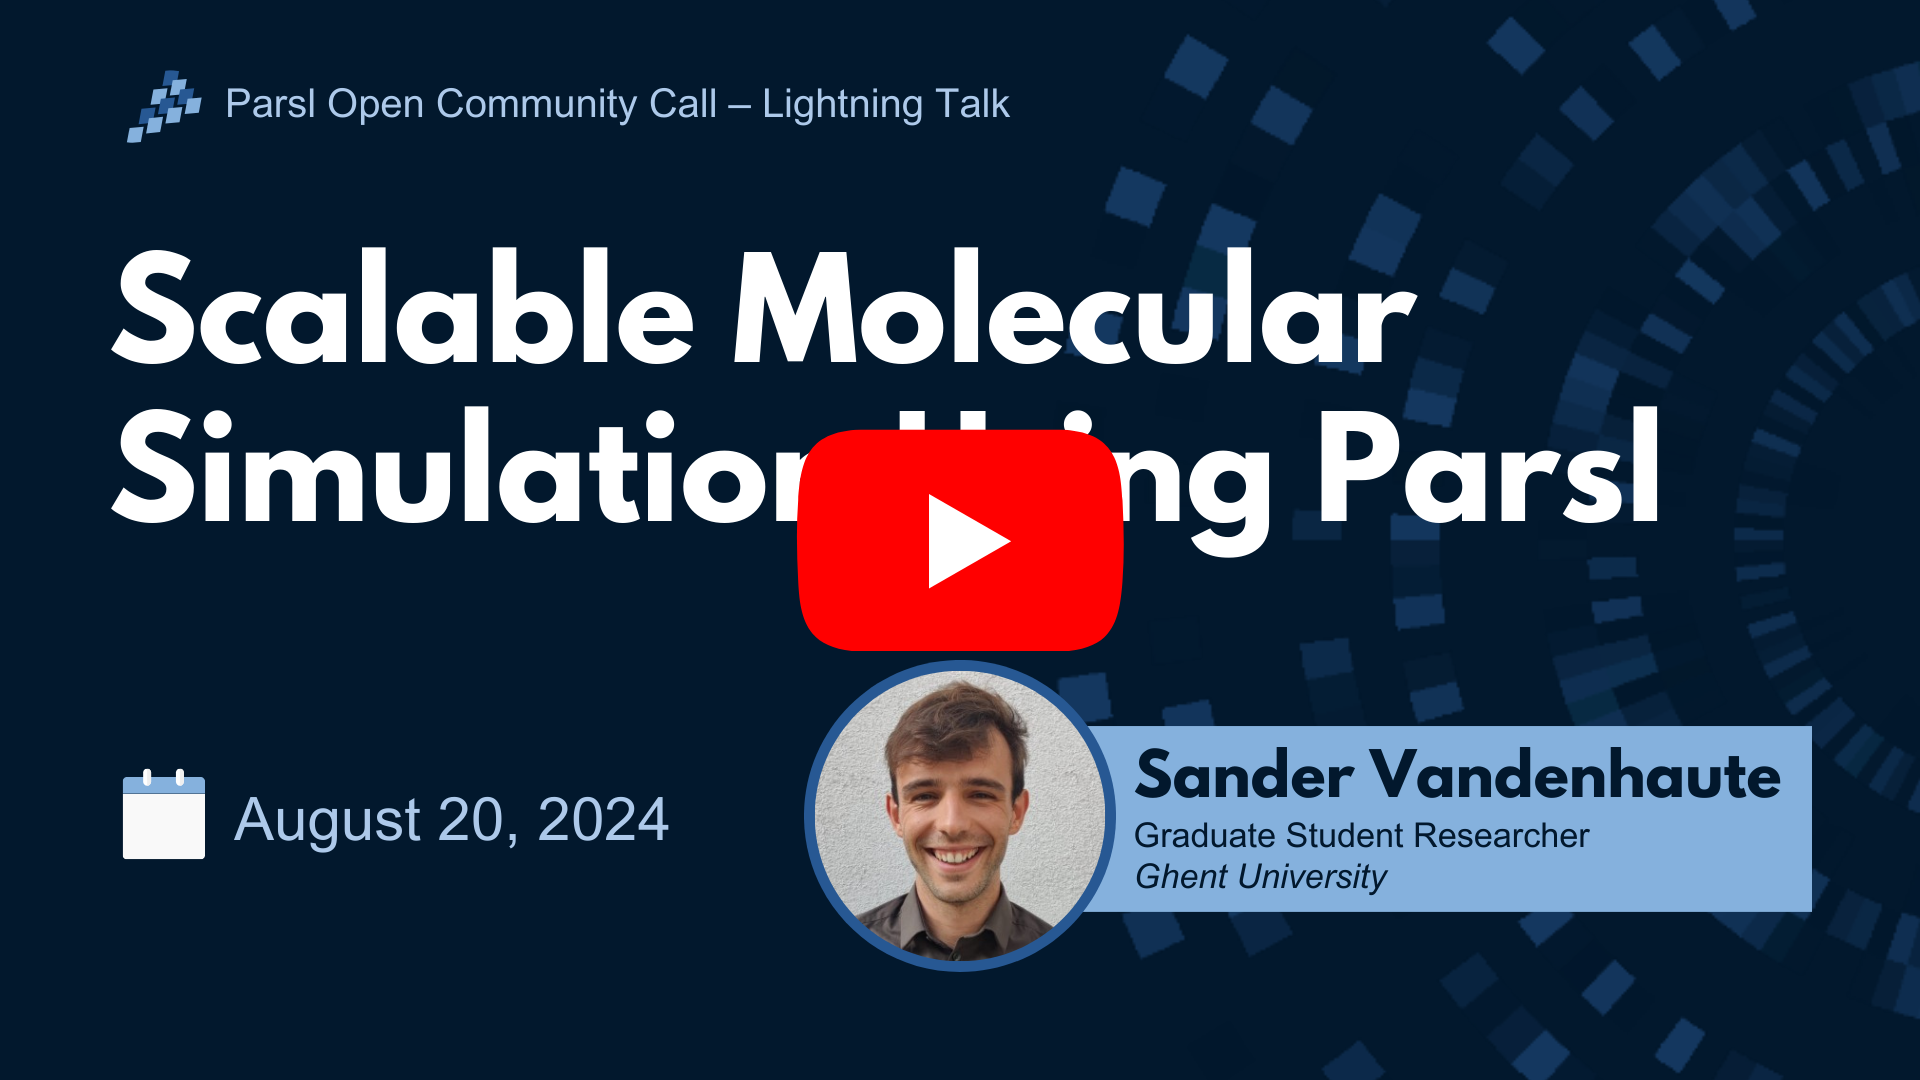 Parsl Open Community Call – Lightning Talk
Scalable Molecular
Simulation Using Parsl
August 20, 2024
Sander Vandenhaute
Graduate Student Researcher
Ghent University